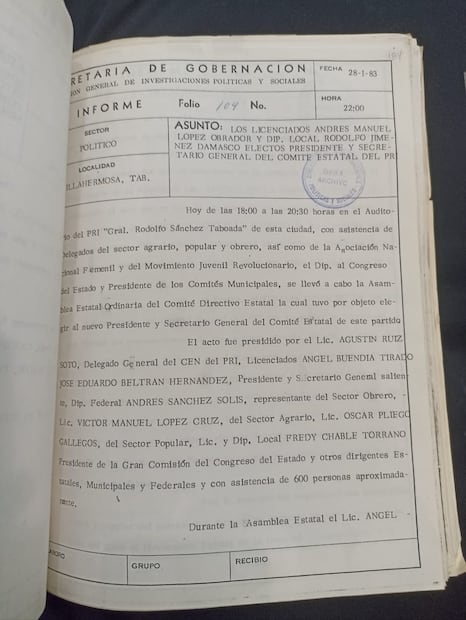 RETARIA DE GOBERNACION
ION GENERAL DE INVESTIGACIONES POLITICAS Y SOCIALES
FECHA
28-1-83
INFORME
Folio 104 No.
HORA
22:00
SECTOR
POLITICO
LOCALIDAD
ILLAHERMOSA, TAB.
ASUNTO: LOS LICENCIADOS ANDRES MANUEL
LOPEZ OBRADOR Y DIP. LOCAL RODOLFO JIME-
NEZ DAMASCO ELECTOS PRESIDENTE Y SECRE-
TARIO GENERAL DEL COMITE ESTATAL DEL PRI
ARCHIVO
POLITICAS Y SOCIALES
Hoy de las 18:00 a las 20:30 horas en el Audito-
rio del PRI "Gral. Rodolfo Sánchez Taboada" de esta ciudad, con asistencia de
Delegados del sector agrario, popular y obrero, así como de la Agociación Na-
cional Femenil y del Movimiento Juvenil Revolucionario, el Dip. al Congreso
del Estado y Presidente de los Comités Municipales, se llevó a cabo la Asam-
blea Estatal Ordinaria del Comité Directivo Estatal la cual tuvo por objeto ele-
gir al nuevo Presidente y Secretario General del Comité Estatal de este partido
El acto fue presidido por el Lic. AGUSTIN RUIZ
SOTO, Delegado General del CEN del PRI, Licenciados ANGEL BUENDIA TIRADO
JOSE EDUARDO BELTRAN HERNANDEZ, Presidente y Secretario General salien-
Dip. Federal ANDRES SANCHEZ SOLIS, representante del Sector Obrero, -
Lic. VICTOR MANUEL LOPEZ CRUZ, del Sector Agrario, Lic. OSCAR PLIEGO
GALLEGOS, del Sector Popular, Lic. y Dip. Local FREDY CHABLE TORRANO
Presidente de la Gran Comisión del Congreso del Estado y otros dirigentes Es-
tatales, Municipales y Federales y con asistencia de 600 personas aproximada-
mente.
Durante la Asamblea Estatal el Lic. ANGEL -
GRUPO
RECIBIO